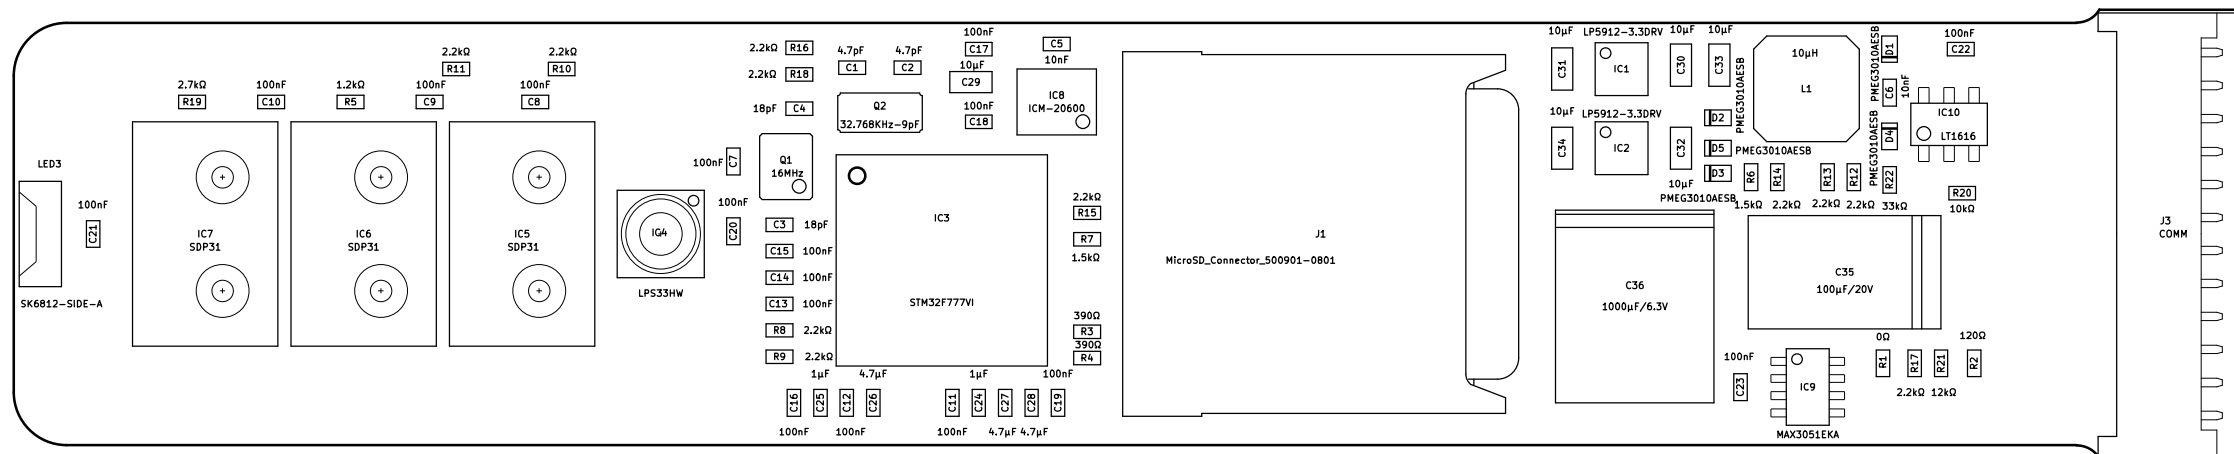 LED3
SK6812-SIDE-A
100nF
C21
2.7kΩ
R19
100nF
C10
1.2kΩ
R5
100nF
C9
2.2kΩ
R11
2.2kΩ
R10
100nF
C8
IC7
SDP31
IC6
SDP31
IC5
SDP31
IC4
LPS33HW
100nF C7
100nF
C20
2.2kΩ R16
2.2kΩ R18
18pF C4
4.7pF
C1
4.7pF
C2
Q2
32.768KHz-9pF
Q1
16MHz
100nF
C17
10µF
C29
100nF
C18
C5
10nF
IC8
ICM-20600
C3 18pF
C15 100nF
C14 100nF
C13 100nF
R8 2.2kΩ
R9 2.2kΩ
IC3
STM32F777VI
2.2kΩ
R15
R7
1.5kΩ
390Ω
R3
390Ω
R4
1µF
4.7µF
1µF
100nF
C16
C25
C12
C26
C11
C24
C27
C28
C19
100nF
100nF
100nF
4.7µF
4.7µF
J1
MicroSD_Connector_500901-0801
10µF
C31
LP5912-3.3DRV
IC1
10µF
C30
10µF
C33
10µF
C34
LP5912-3.3DRV
IC2
C32
10µF
D2
PMEG3010AESB
D5
PMEG3010AESB
D3
PMEG3010AESB
10µH
L1
PMEG3010AESB
D1
C6
10nF
PMEG3010AESB
D4
100nF
C22
IC10
LT1616
R6
1.5kΩ
R14
2.2kΩ
R13
2.2kΩ
R12
2.2kΩ
R22
33kΩ
R20
10kΩ
C36
1000µF/6.3V
C35
100µF/20V
100nF
C23
IC9
MAX3051EKA
0Ω
R1
R17
2.2kΩ
R21
12kΩ
120Ω
R2
J3
COMM